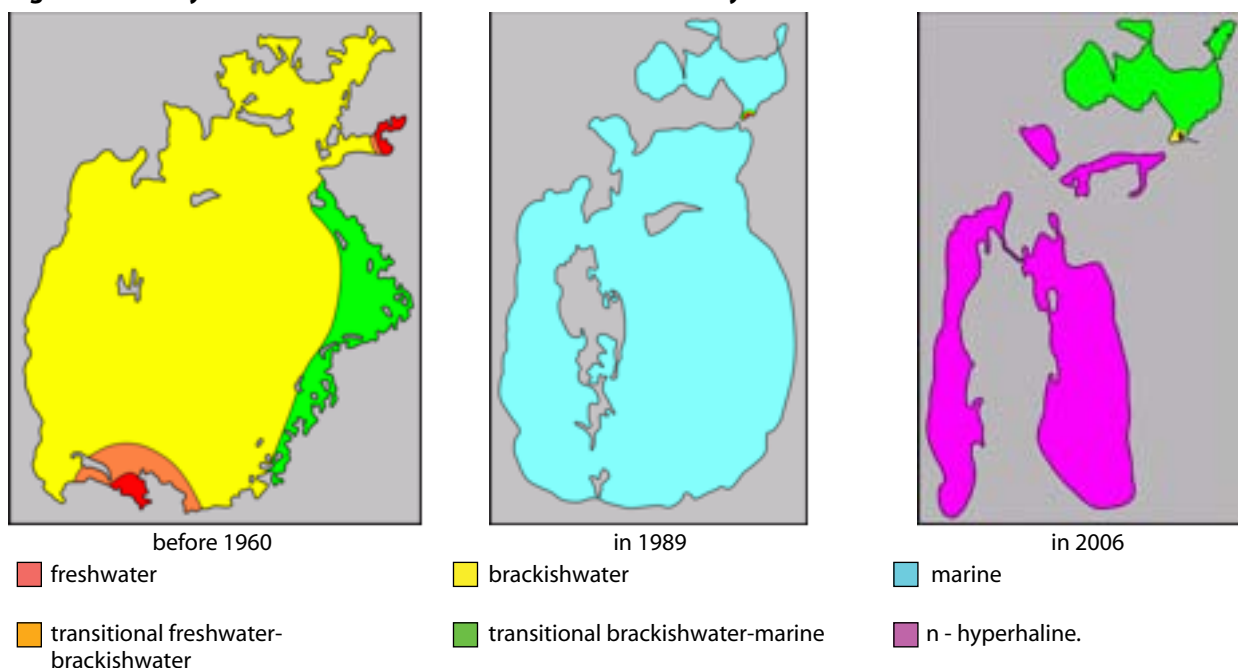 before 1960
in 1989
in 2006
freshwater
brackishwater
marine
transitional freshwater-
brackishwater
transitional brackishwater-marine
n - hyperhaline.